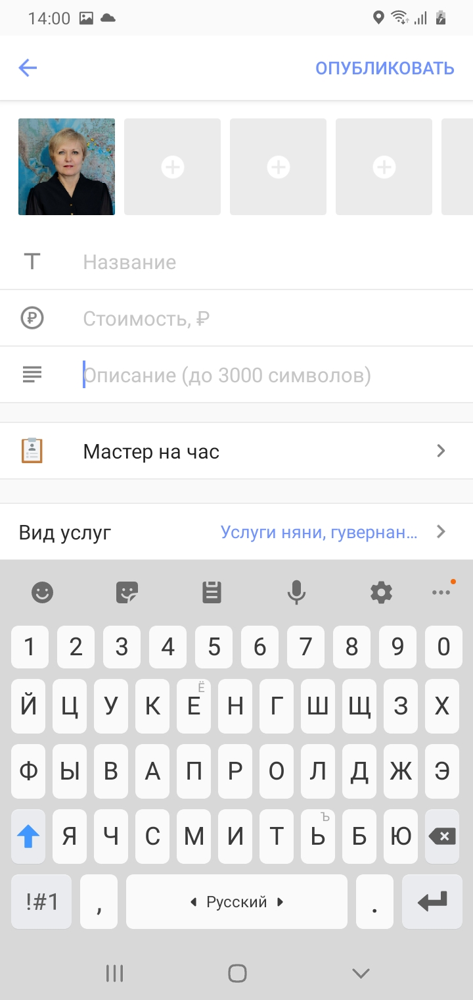 14:00
ОПУБЛИКОВАТЬ
Название
Стоимость, ₽
Описание (до 3000 символов)
Мастер на час
Вид услуг Услуги няни, гувернан...
1 2 3 4 5 6 7 8 9 0
Й Ц У К Е Ё Н Г Ш Щ З Х
Ф Ы В А П Р О Л Д Ж Э
Я Ч С М И Т Ь Ъ Б Ю
!#1 , Русский .